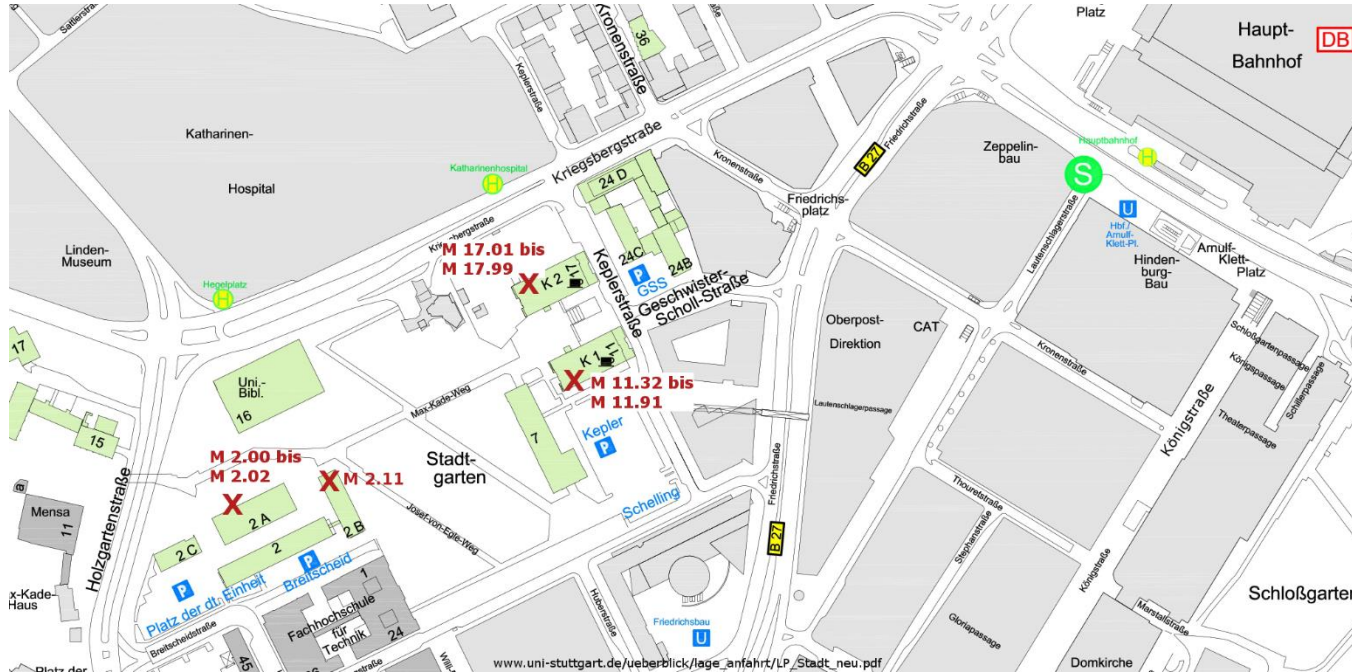 Sattlerstraße
Katharinen-
Hospital
Linden-
Museum
Hegelplatz
H
Katharinenhospital
H
Keplerstraße
Kronenstraße
36
Kriegsbergstraße
24 D
24C
24B
P
GSS
Geschwister-
Scholl-Straße
Kronenstraße
Friedrichs-
platz
B 27
Friedrichstraße
Platz
Haupt-
Bahnhof
DB
Zeppelin-
bau
Hauptbahnhof
H
S
U
Hbf./
Arnulf-
Klett-Pl.
Lautenschlagerstraße
Hinden-
burg-
Bau
Arnulf-
Klett-
Platz
M 17.01 bis
M 17.99
X
K 2
17
Keplerstraße
K 1
11
X
M 11.32 bis
M 11.91
7
Kepler
P
Oberpost-
Direktion
CAT
Kronenstraße
Lautenschlagerpassage
Schloßgartenpassage
Königspassage
Schillerpassage
Theaterpassage
Königstraße
17
15
Uni.-
Bibl.
16
Max-Kade-Weg
Stadt-
garten
M 2.00 bis
M 2.02
X
X
M 2.11
2 A
2 B
2 C
2
a
Mensa
11
Holzgartenstraße
Josef-von-Egle-Weg
Schelling
Friedrichstraße
B 27
Thouretstraße
Stephanstraße
Königstraße
P
Platz der dt. Einheit
P
Breitscheid
1
Fachhochschule
für
Technik
24
x-Kade-
Haus
Breitscheidstraße
45
Huberstraße
Friedrichsbau
U
Gloriapassage
Marstallstraße
Schloßgarten
Domkirche
Platz der
www.uni-stuttgart.de/ueberblick/lage_anfahrt/LP_Stadt_neu.pdf